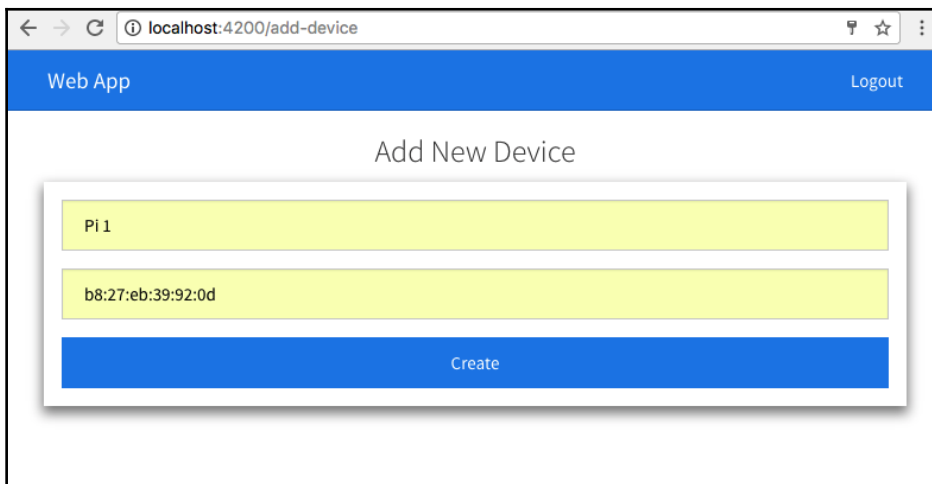 localhost:4200/add-device
Web App
Logout
Add New Device
Pi 1
b8:27:eb:39:92:0d
Create